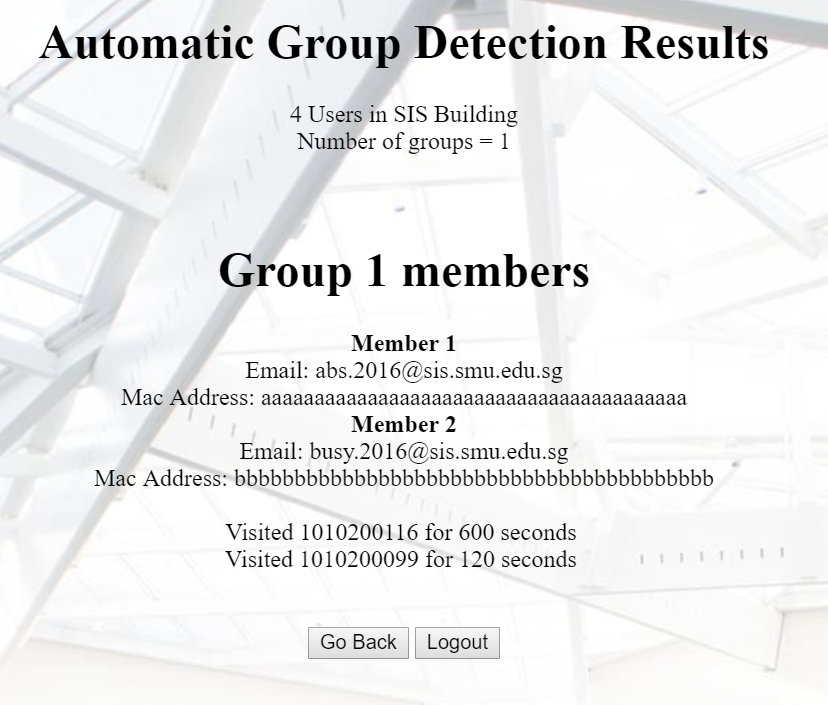 Automatic Group Detection Results
4 Users in SIS Building
Number of groups = 1
Group 1 members
Member 1
Email: abs.2016@sis.smu.edu.sg
Mac Address: aaaaaaaaaaaaaaaaaaaaaaaaaaaaaaaaaaaaaaaa
Member 2
Email: busy.2016@sis.smu.edu.sg
Mac Address: bbbbbbbbbbbbbbbbbbbbbbbbbbbbbbbbbbbbbbbb
Visited 1010200116 for 600 seconds
Visited 1010200099 for 120 seconds
Go Back
Logout